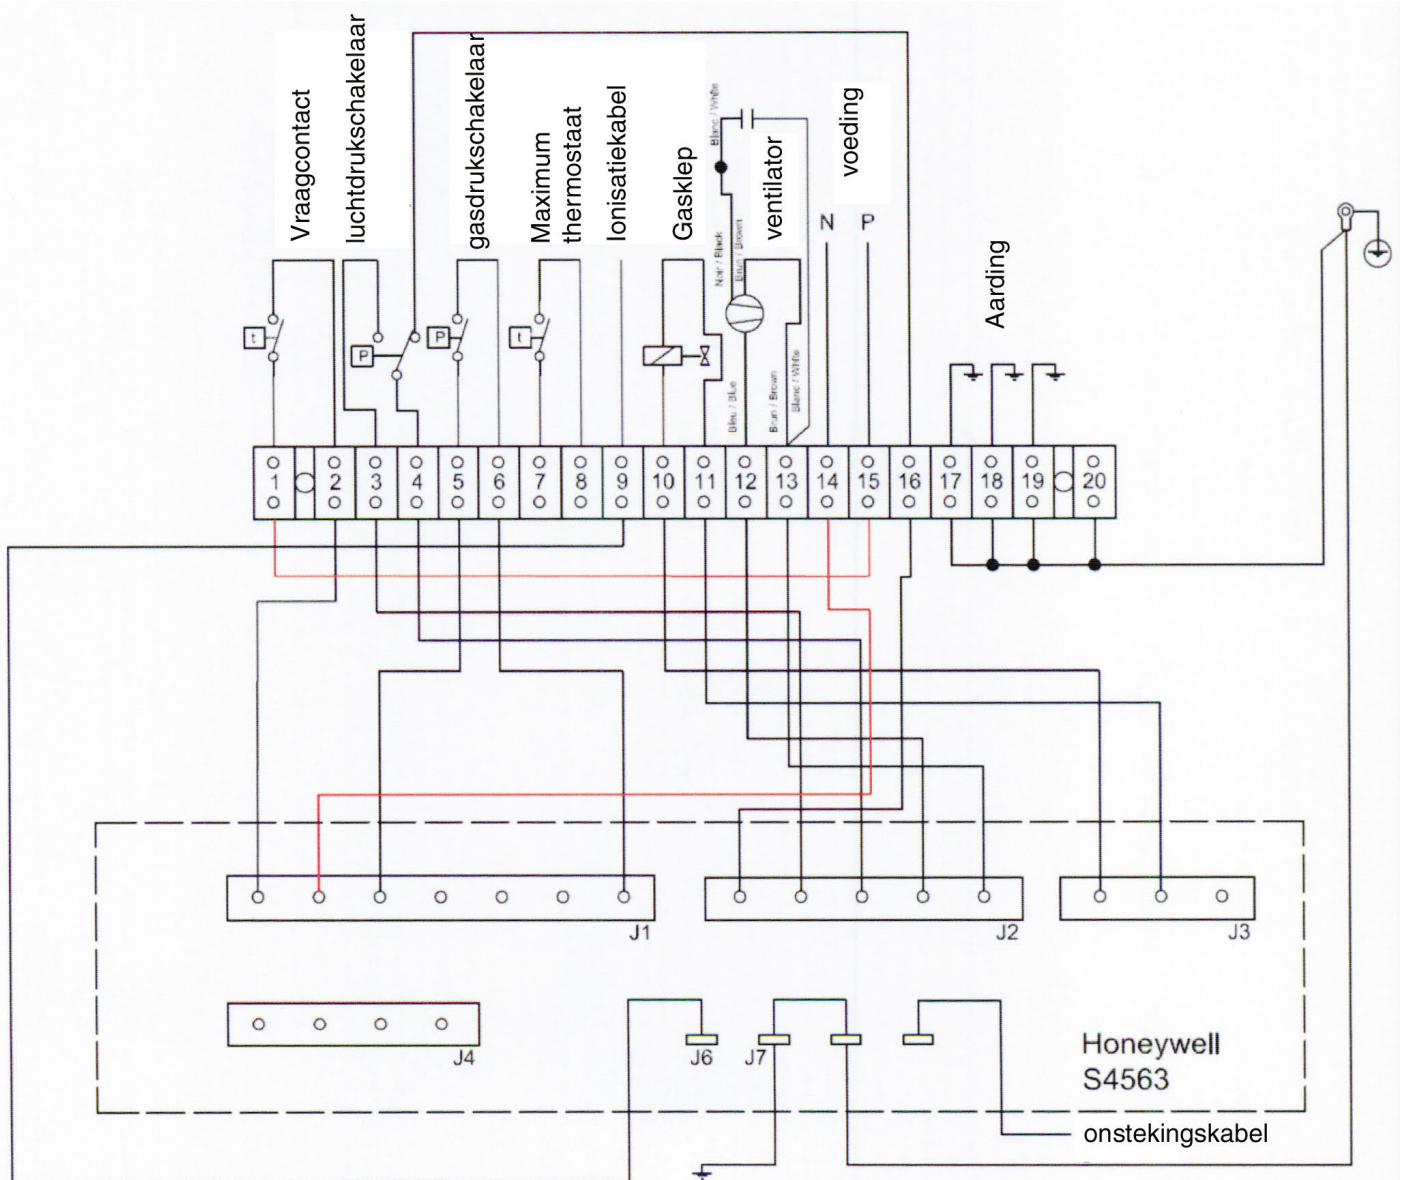 Vraagcontact
luchtdrukschakelaar
gasdrukschakelaar
Maximum
thermostaat
Ionisatiekabel
Gasklep
Blanc / White
ventilator
voeding
Noir / Black
Brun / Brown
N P
Aarding
t
P
P
t
Bleu / Blue
Brun / Brown
Blanc / White
1 2 3 4 5 6 7 8 9 10 11 12 13 14 15 16 17 18 19 20
J1 J2 J3
J4
J6 J7
Honeywell
S4563
onstekingskabel